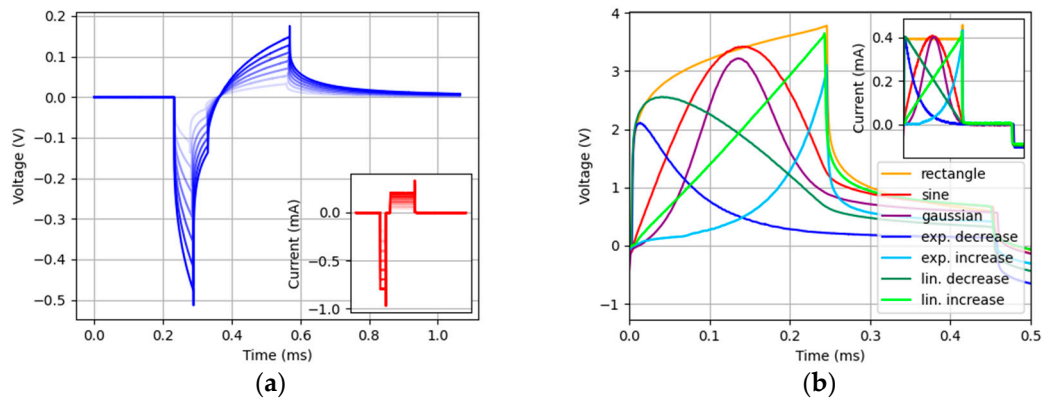 0.2
0.1
0.0
−0.1
−0.2
−0.3
−0.4
−0.5
Voltage (V)
0.0
0.2
0.4
0.6
0.8
1.0
Time (ms)
0.0
−0.5
−1.0
Current (mA)
(a)
4
3
2
1
0
−1
Voltage (V)
0.0
0.1
0.2
0.3
0.4
0.5
Time (ms)
0.4
0.2
0.0
Current (mA)
rectangle
sine
gaussian
exp. decrease
exp. increase
lin. decrease
lin. increase
(b)